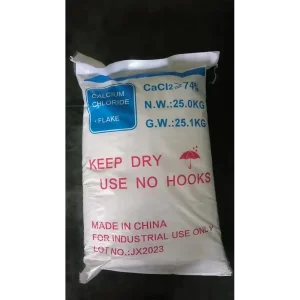 CALCIUM
CHLORIDE
- FLAKE
CaCl2≥74%
N.W.:25.0KG
G.W.:25.1KG
KEEP DRY
USE NO HOOKS
MADE IN CHINA
FOR INDUSTRIAL USE ONLY
LOT NO.:JX2023